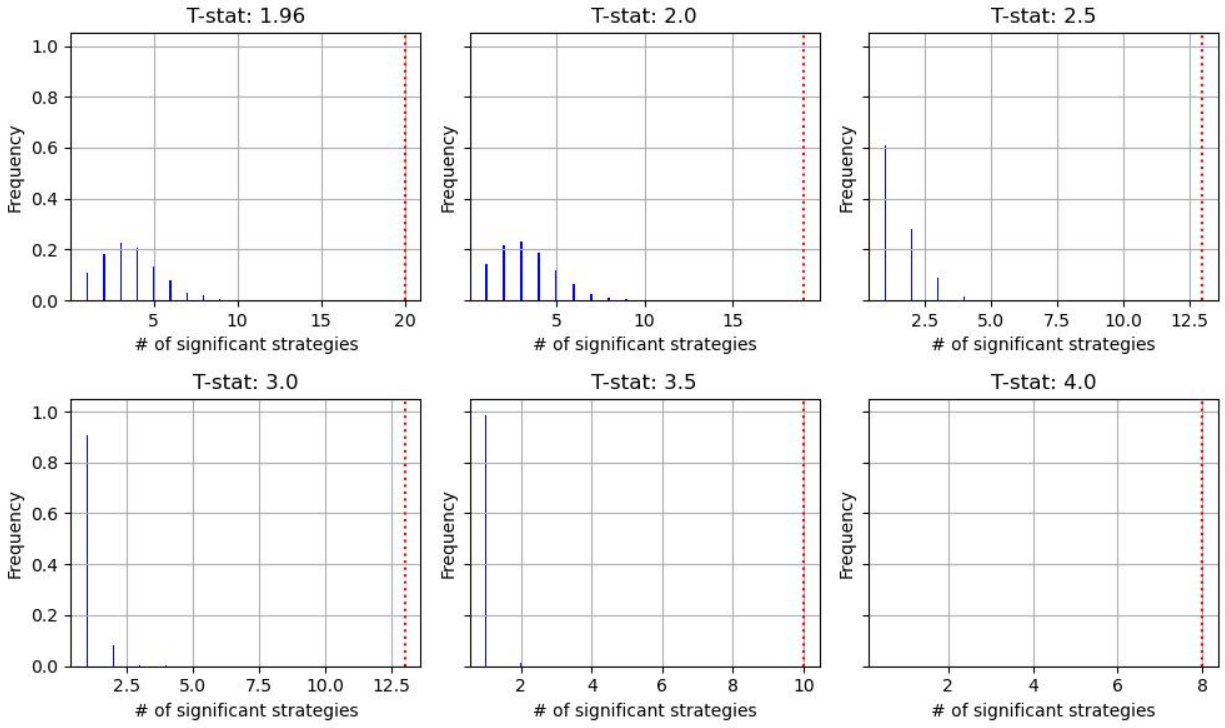 T-stat: 1.96
T-stat: 2.0
T-stat: 2.5
1.0
0.8
0.6
0.4
0.2
0.0
Frequency
Frequency
Frequency
5 10 15 20
5 10 15
2.5 5.0 7.5 10.0 12.5
# of significant strategies
# of significant strategies
# of significant strategies
T-stat: 3.0
T-stat: 3.5
T-stat: 4.0
1.0
0.8
0.6
0.4
0.2
0.0
Frequency
Frequency
Frequency
2.5 5.0 7.5 10.0 12.5
2 4 6 8 10
2 4 6 8
# of significant strategies
# of significant strategies
# of significant strategies